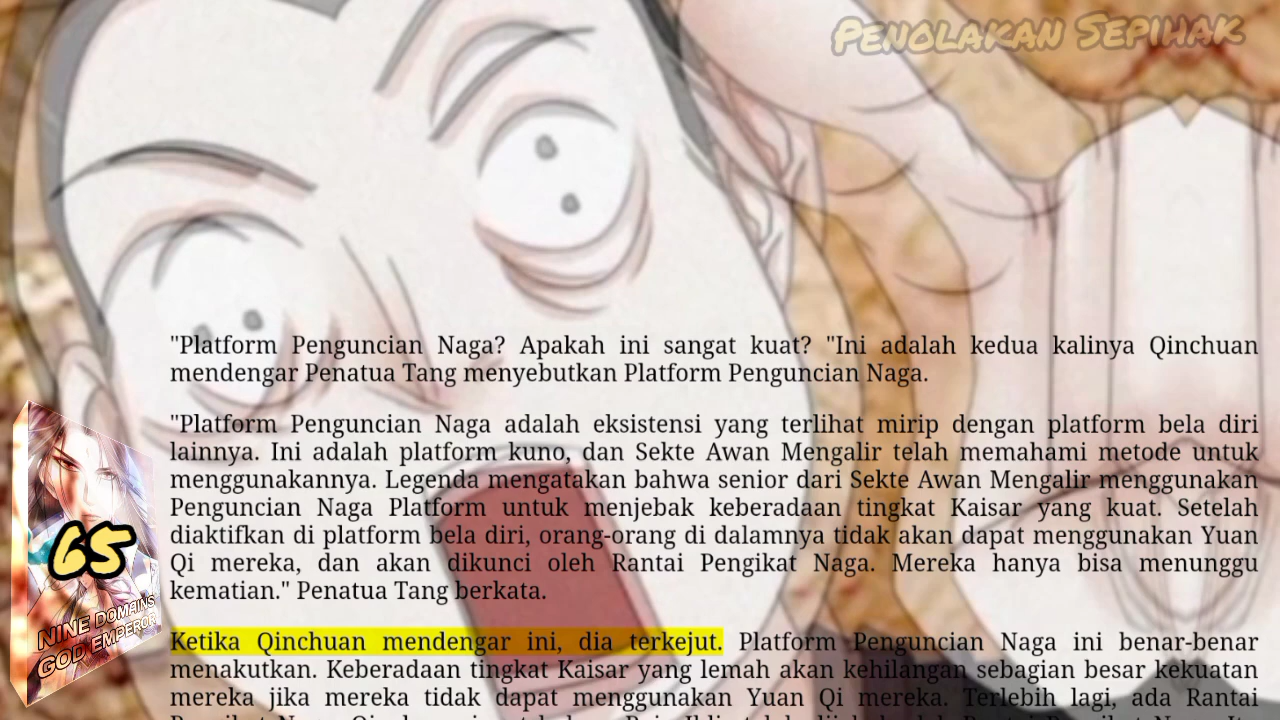 Penolakan Sepihak
"Platform Penguncian Naga? Apakah ini sangat kuat? "Ini adalah kedua kalinya Qinchuan
mendengar Penatua Tang menyebutkan Platform Penguncian Naga.
"Platform Penguncian Naga adalah eksistensi yang terlihat mirip dengan platform bela diri
lainnya. Ini adalah platform kuno, dan Sekte Awan Mengalir telah memahami metode untuk
menggunakannya. Legenda mengatakan bahwa senior dari Sekte Awan Mengalir menggunakan
Penguncian Naga Platform untuk menjebak keberadaan tingkat Kaisar yang kuat. Setelah
diaktifkan di platform bela diri, orang-orang di dalamnya tidak akan dapat menggunakan Yuan
Qi mereka, dan akan dikunci oleh Rantai Pengikat Naga. Mereka hanya bisa menunggu
kematian." Penatua Tang berkata.
Ketika Qinchuan mendengar ini, dia terkejut. Platform Penguncian Naga ini benar-benar
menakutkan. Keberadaan tingkat Kaisar yang lemah akan kehilangan sebagian besar kekuatan
mereka jika mereka tidak dapat menggunakan Yuan Qi mereka. Terlebih lagi, ada Rantai
65
NINE DOMAINS
GOD EMPEROR